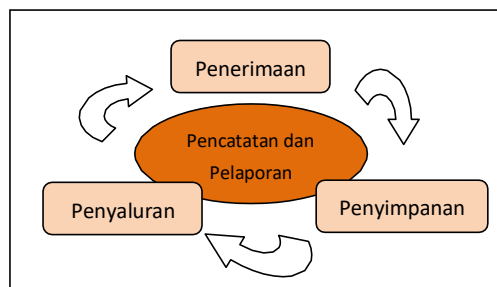 Penerimaan
Pencatatan dan
Pelaporan
Penyaluran
Penyimpanan